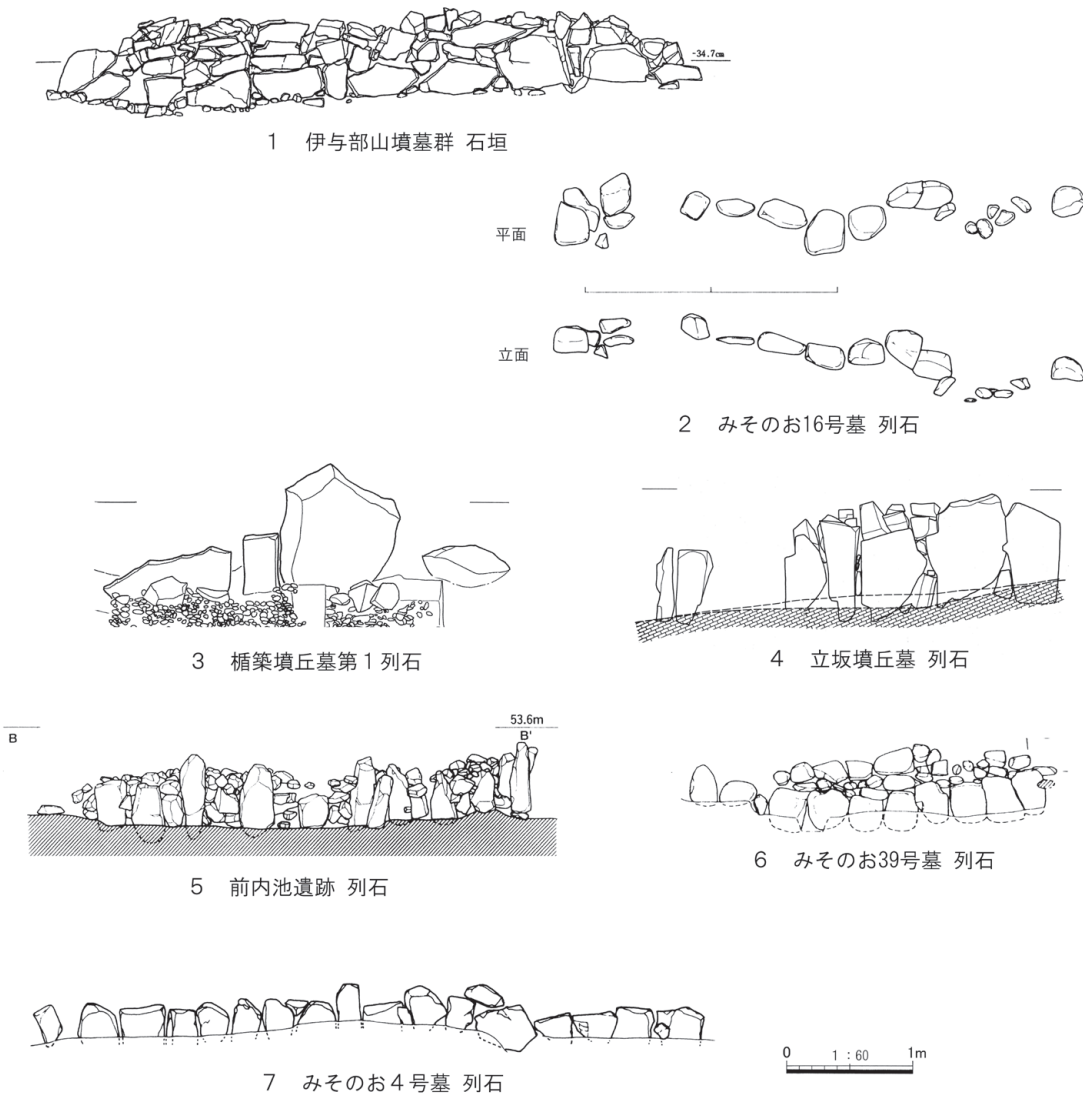 -34.7cm
1 伊与部山墳墓群 石垣
平面
立面
2 みそのお16号墓 列石
3 楯築墳丘墓第1列石
4 立坂墳丘墓 列石
B
53.6m
B'
5 前内池遺跡 列石
6 みそのお39号墓 列石
7 みそのお4号墓 列石
0 1:60 1m